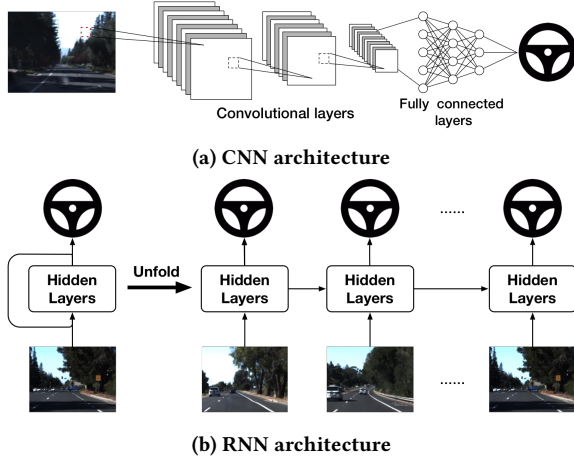 Convolutional layers
Fully connected
layers
(a) CNN architecture
Hidden
Layers
Unfold
Hidden
Layers
Hidden
Layers
......
Hidden
Layers
......
(b) RNN architecture